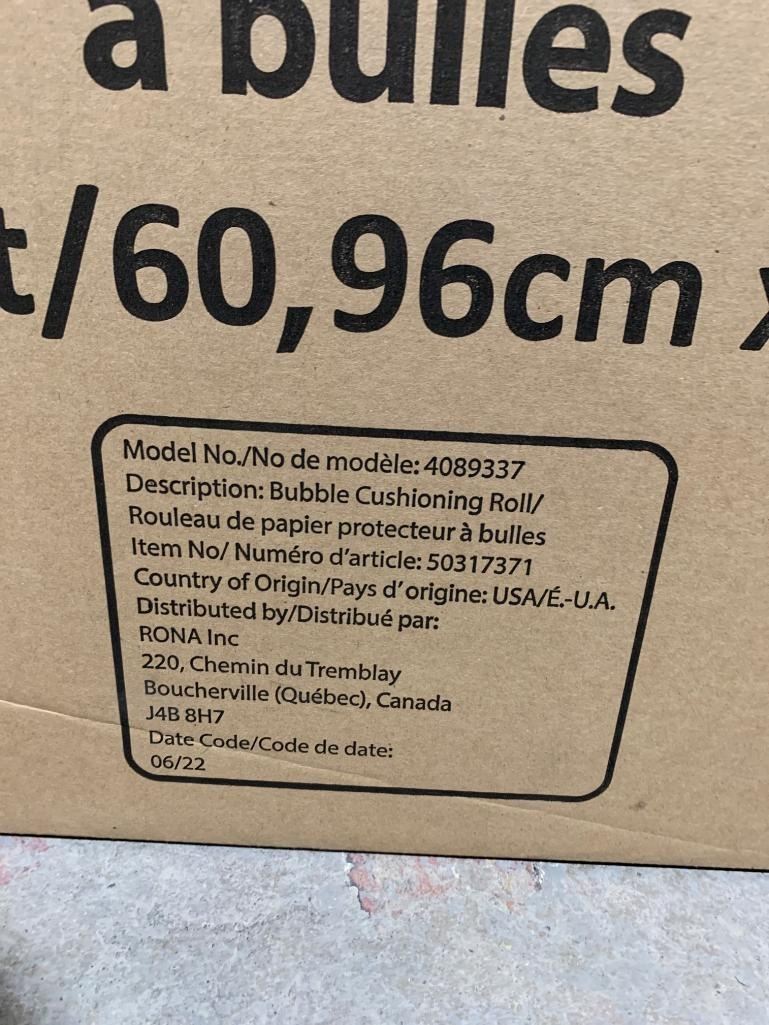 à bulles
t/60,96cm x
Model No./No de modèle: 4089337
Description: Bubble Cushioning Roll/
Rouleau de papier protecteur à bulles
Item No/ Numéro d'article: 50317371
Country of Origin/Pays d'origine: USA/É.-U.A.
Distributed by/Distribué par:
RONA Inc
220, Chemin du Tremblay
Boucherville (Québec), Canada
J4B 8H7
Date Code/Code de date:
06/22